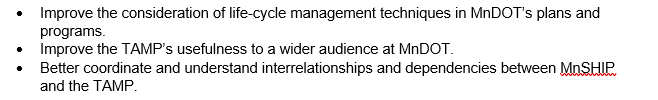 • Improve the consideration of life-cycle management techniques in MnDOT's plans and
programs.
• Improve the TAMP's usefulness to a wider audience at MnDOT.
• Better coordinate and understand interrelationships and dependencies between MnSHIP
and the TAMP.